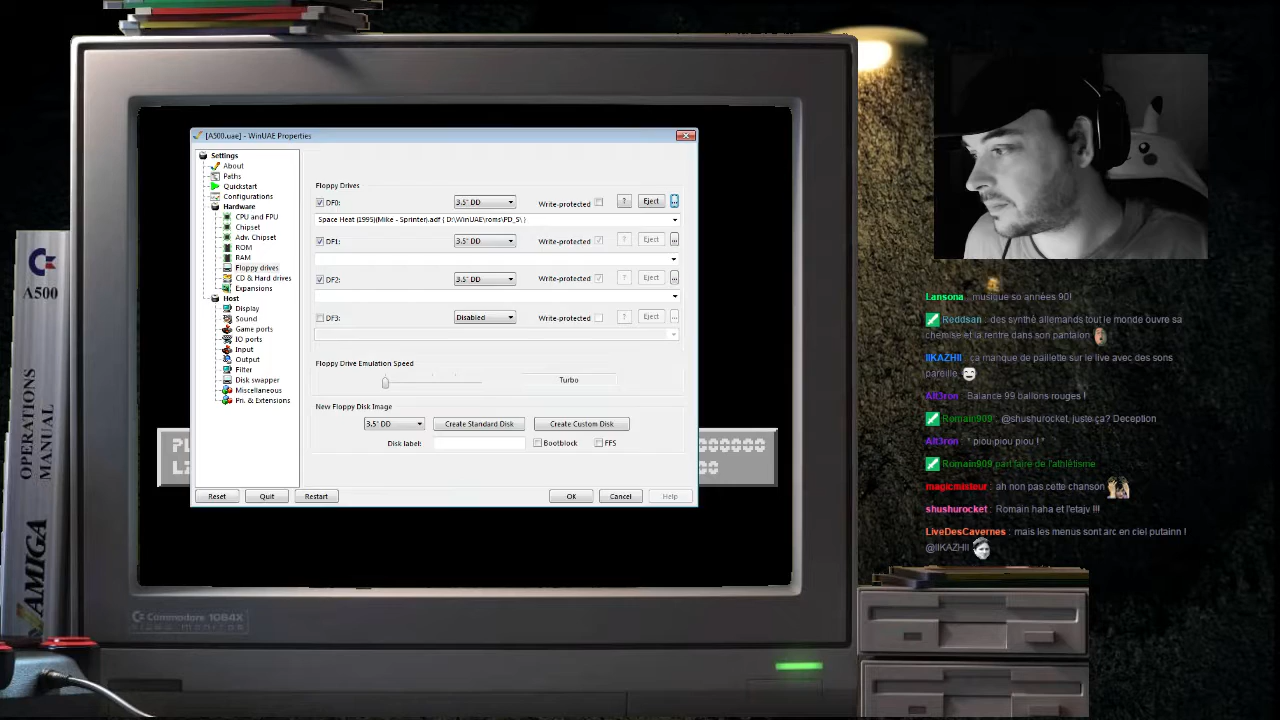 [A500.uae] - WinUAE Properties
Settings
About
Paths
Quickstart
Configurations
Hardware
CPU and FPU
Chipset
Adv. Chipset
ROM
RAM
Floppy drives
CD & Hard drives
Expansions
Host
Display
Sound
Game ports
IO ports
Input
Output
Filter
Disk swapper
Miscellaneous
Pri. & Extensions
Floppy Drives
DF0: 3.5" DD Write-protected ? Eject ...
Space Heat (1995)(Mike - Sprinter).adf { D:\WinUAE\roms\PD_S\ }
DF1: 3.5" DD Write-protected ? Eject ...
DF2: 3.5" DD Write-protected ? Eject ...
DF3: Disabled Write-protected ? Eject ...
Floppy Drive Emulation Speed
Turbo
New Floppy Disk Image
3.5" DD Create Standard Disk Create Custom Disk
Disk label: Bootblock FFS
Reset Quit Restart OK Cancel Help
A500
OPERATIONS
MANUAL
AMIGA
Commodore 1084X
video monitor
Lansona : musique so années 90!
Reddsan : des synthé allemands tout le monde ouvre sa
chemise et la rentre dans son pantalon
IIKAZHII : ça manque de paillette sur le live avec des sons
pareille
Alt3ron : Balance 99 ballons rouges !
Romain909 : @shushurocket, juste ça? Deception
Alt3ron : * piou piou piou ! *
Romain909 part faire de l'athlétisme
magicmisteur : ah non pas cette chanson
shushurocket : Romain haha et l'etajv !!!
LiveDesCavernes : mais les menus sont arc en ciel putainn !
@IIKAZHII